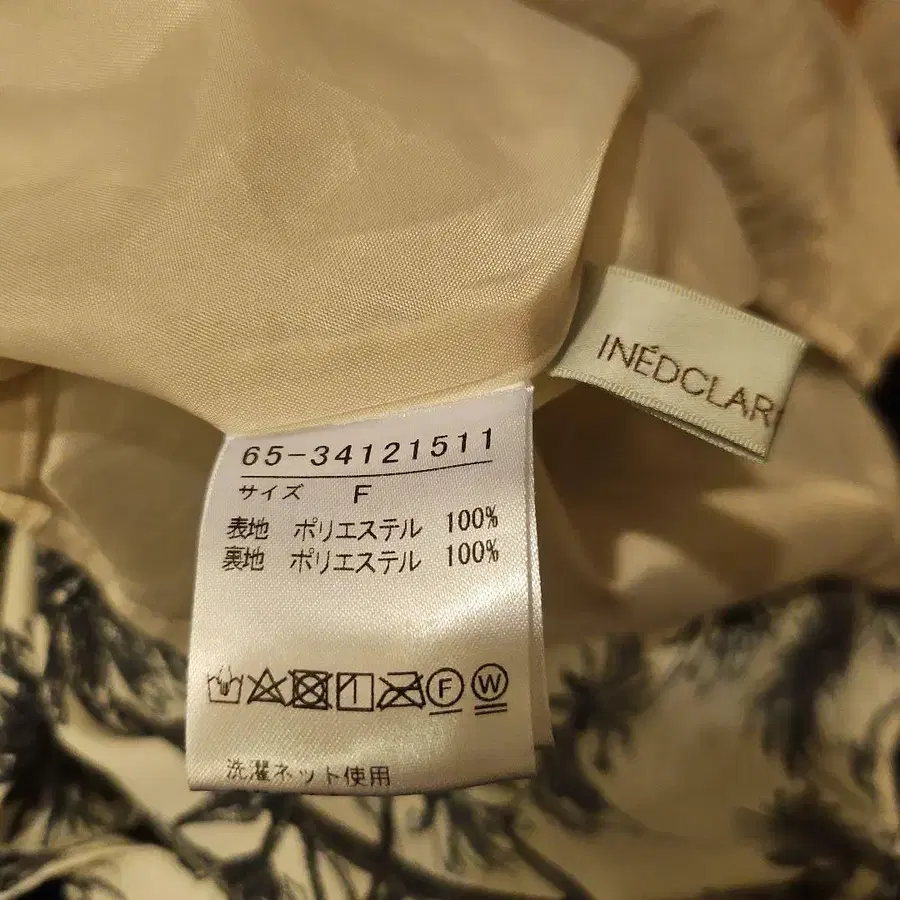 65-34121511
サイズ F
表地 ポリエステル 100%
裏地 ポリエステル 100%
F W
洗濯ネット使用
INÉDCLAR